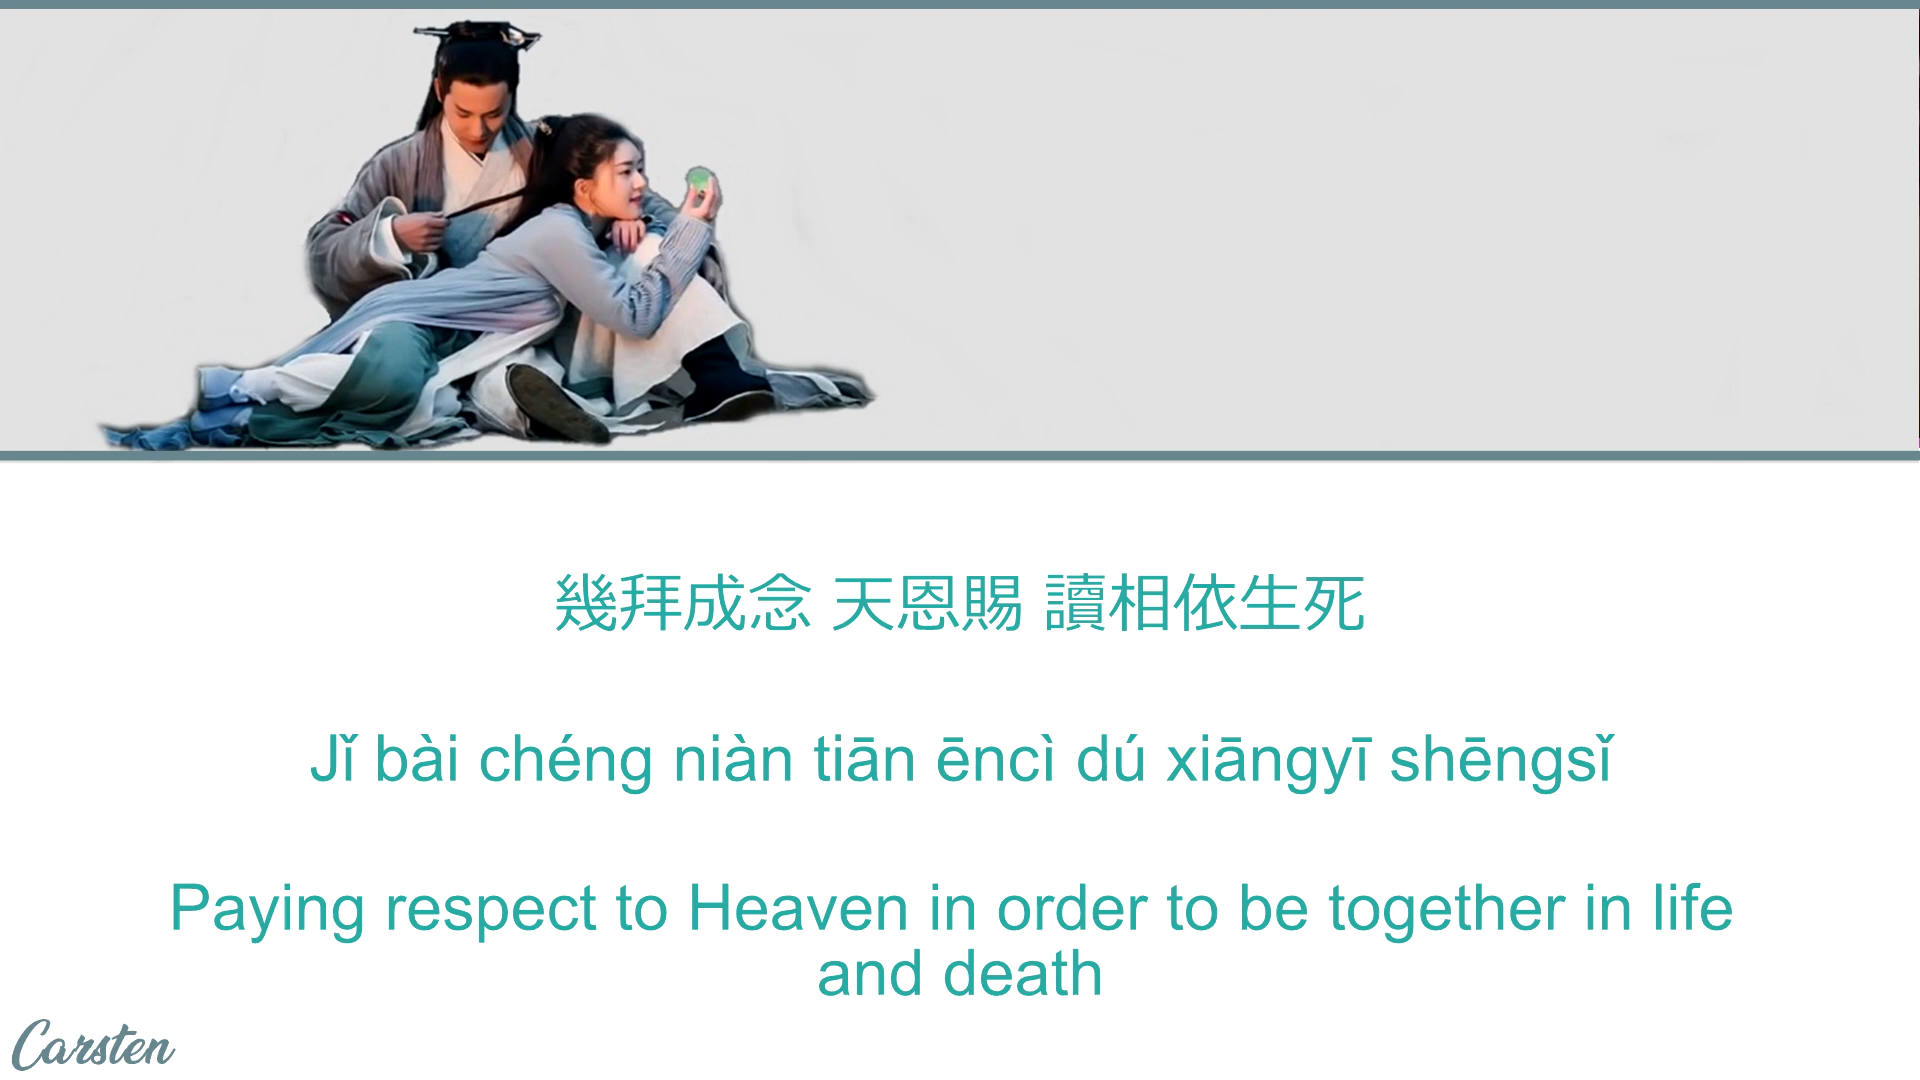 幾拜成念 天恩賜 讀相依生死
Jǐ bài chéng niàn tiān ēncì dú xiāngyī shēngsǐ
Paying respect to Heaven in order to be together in life
and death
Carsten